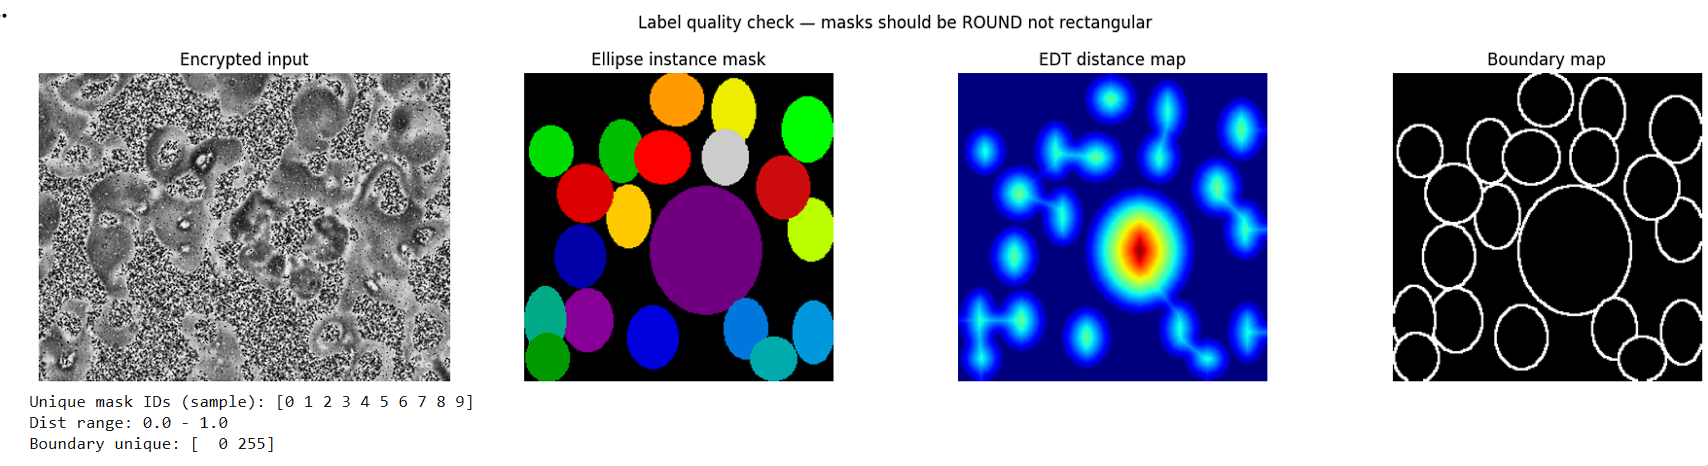 Label quality check — masks should be ROUND not rectangular
Encrypted input
Ellipse instance mask
EDT distance map
Boundary map
Unique mask IDs (sample): [0 1 2 3 4 5 6 7 8 9]
Dist range: 0.0 - 1.0
Boundary unique: [  0 255]